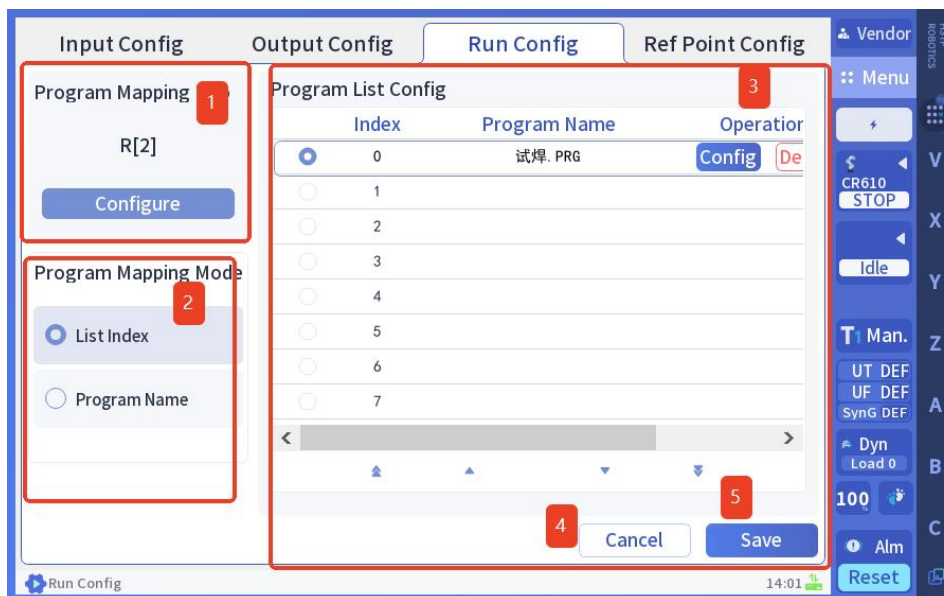 Input Config
Output Config
Run Config
Ref Point Config
Program Mapping
1
R[2]
Configure
Program Mapping Mode
2
List Index
Program Name
Program List Config
3
Index Program Name Operation
0 试焊. PRG Config De
1
2
3
4
5
6
7
4
Cancel
5
Save
Run Config
14:01
Vendor
Menu
CR610
STOP
Idle
T1 Man.
UT DEF
UF DEF
SynG DEF
Dyn
Load 0
100
%
Alm
Reset
ROBOTICS
V
X
Y
Z
A
B
C